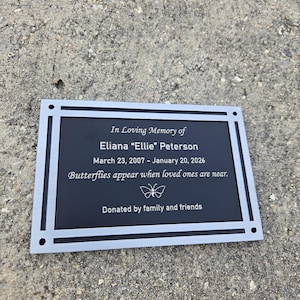 In Loving Memory of
Eliana "Ellie" Peterson
March 23, 2007 - January 20, 2026
Butterflies appear when loved ones are near.
Donated by family and friends